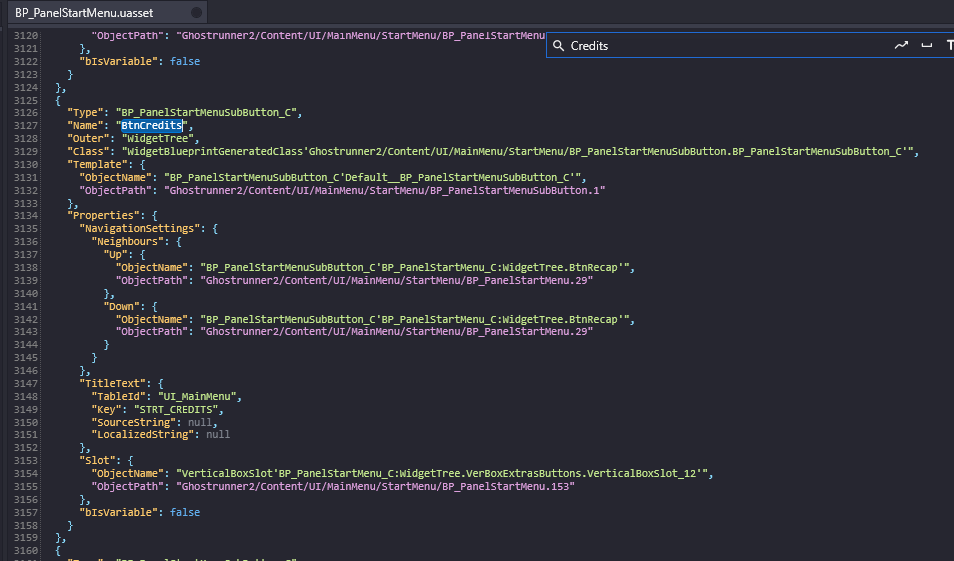 BP_PanelStartMenu.uasset
Credits
3120 "ObjectPath": "Ghostrunner2/Content/UI/MainMenu/StartMenu/BP_PanelStartMenu
3121 },
3122 "bIsVariable": false
3123 }
3124 },
3125 {
3126 "Type": "BP_PanelStartMenuSubButton_C",
3127 "Name": "BtnCredits",
3128 "Outer": "WidgetTree",
3129 "Class": "WidgetBlueprintGeneratedClass'Ghostrunner2/Content/UI/MainMenu/StartMenu/BP_PanelStartMenuSubButton.BP_PanelStartMenuSubButton_C'",
3130 "Template": {
3131 "ObjectName": "BP_PanelStartMenuSubButton_C'Default__BP_PanelStartMenuSubButton_C'",
3132 "ObjectPath": "Ghostrunner2/Content/UI/MainMenu/StartMenu/BP_PanelStartMenuSubButton.1"
3133 },
3134 "Properties": {
3135 "NavigationSettings": {
3136 "Neighbours": {
3137 "Up": {
3138 "ObjectName": "BP_PanelStartMenuSubButton_C'BP_PanelStartMenu_C:WidgetTree.BtnRecap'",
3139 "ObjectPath": "Ghostrunner2/Content/UI/MainMenu/StartMenu/BP_PanelStartMenu.29"
3140 },
3141 "Down": {
3142 "ObjectName": "BP_PanelStartMenuSubButton_C'BP_PanelStartMenu_C:WidgetTree.BtnRecap'",
3143 "ObjectPath": "Ghostrunner2/Content/UI/MainMenu/StartMenu/BP_PanelStartMenu.29"
3144 }
3145 }
3146 },
3147 "TitleText": {
3148 "TableId": "UI_MainMenu",
3149 "Key": "STRT_CREDITS",
3150 "SourceString": null,
3151 "LocalizedString": null
3152 },
3153 "Slot": {
3154 "ObjectName": "VerticalBoxSlot'BP_PanelStartMenu_C:WidgetTree.VerBoxExtrasButtons.VerticalBoxSlot_12'",
3155 "ObjectPath": "Ghostrunner2/Content/UI/MainMenu/StartMenu/BP_PanelStartMenu.153"
3156 },
3157 "bIsVariable": false
3158 }
3159 },
3160 {